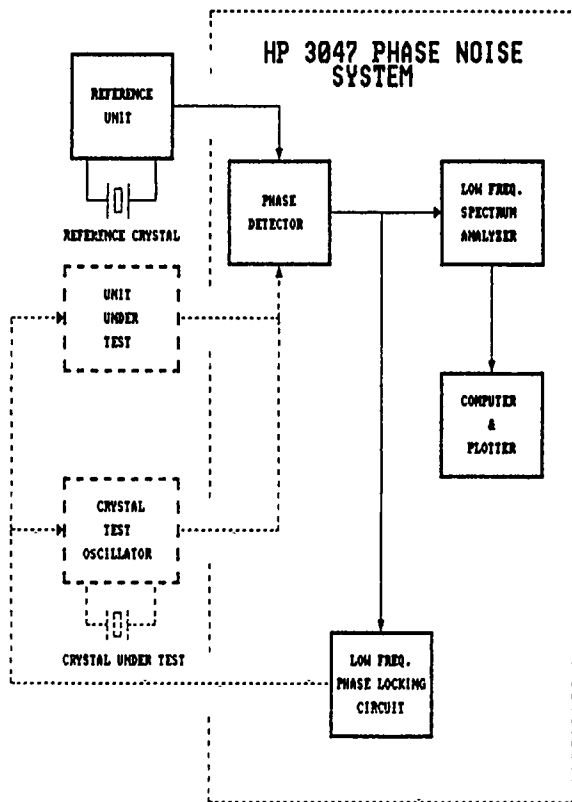 HP 3047 PHASE NOISE
SYSTEM
REFERENCE
UNIT
REFERENCE CRYSTAL
PHASE
DETECTOR
LOW FREQ.
SPECTRUM
ANALYZER
UNIT
UNDER
TEST
COMPUTER
&
PLOTTER
CRYSTAL
TEST
OSCILLATOR
CRYSTAL UNDER TEST
LOW FREQ.
PHASE LOCKING
CIRCUIT